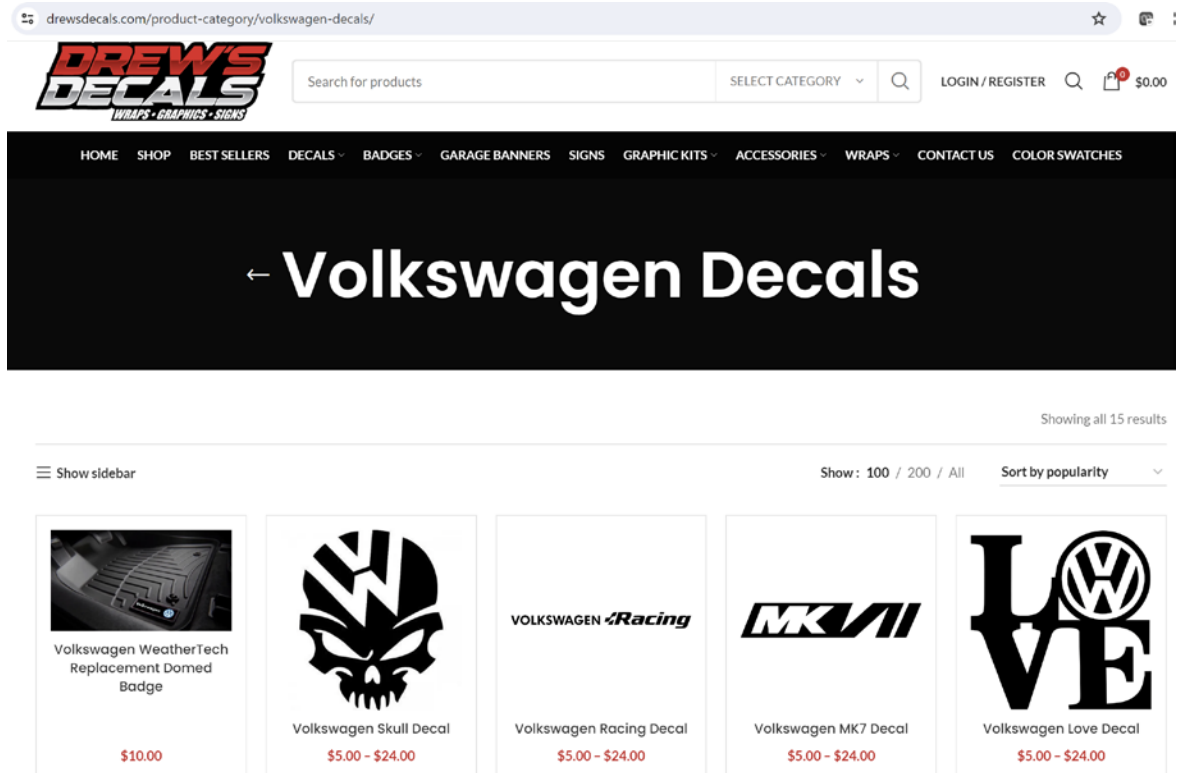 drewsdecals.com/product-category/volkswagen-decals/
DREW'S
DECALS
WRAPS • GRAPHICS • SIGNS
Search for products
SELECT CATEGORY
LOGIN / REGISTER
0
$0.00
HOME SHOP BEST SELLERS DECALS BADGES GARAGE BANNERS SIGNS GRAPHIC KITS ACCESSORIES WRAPS CONTACT US COLOR SWATCHES
← Volkswagen Decals
Showing all 15 results
Show sidebar
Show : 100 / 200 / All
Sort by popularity
Volkswagen
Volkswagen WeatherTech
Replacement Domed
Badge
$10.00
VW
Volkswagen Skull Decal
$5.00 – $24.00
VOLKSWAGEN Racing
Volkswagen Racing Decal
$5.00 – $24.00
MKVII
Volkswagen MK7 Decal
$5.00 – $24.00
LOVE
VW
Volkswagen Love Decal
$5.00 – $24.00